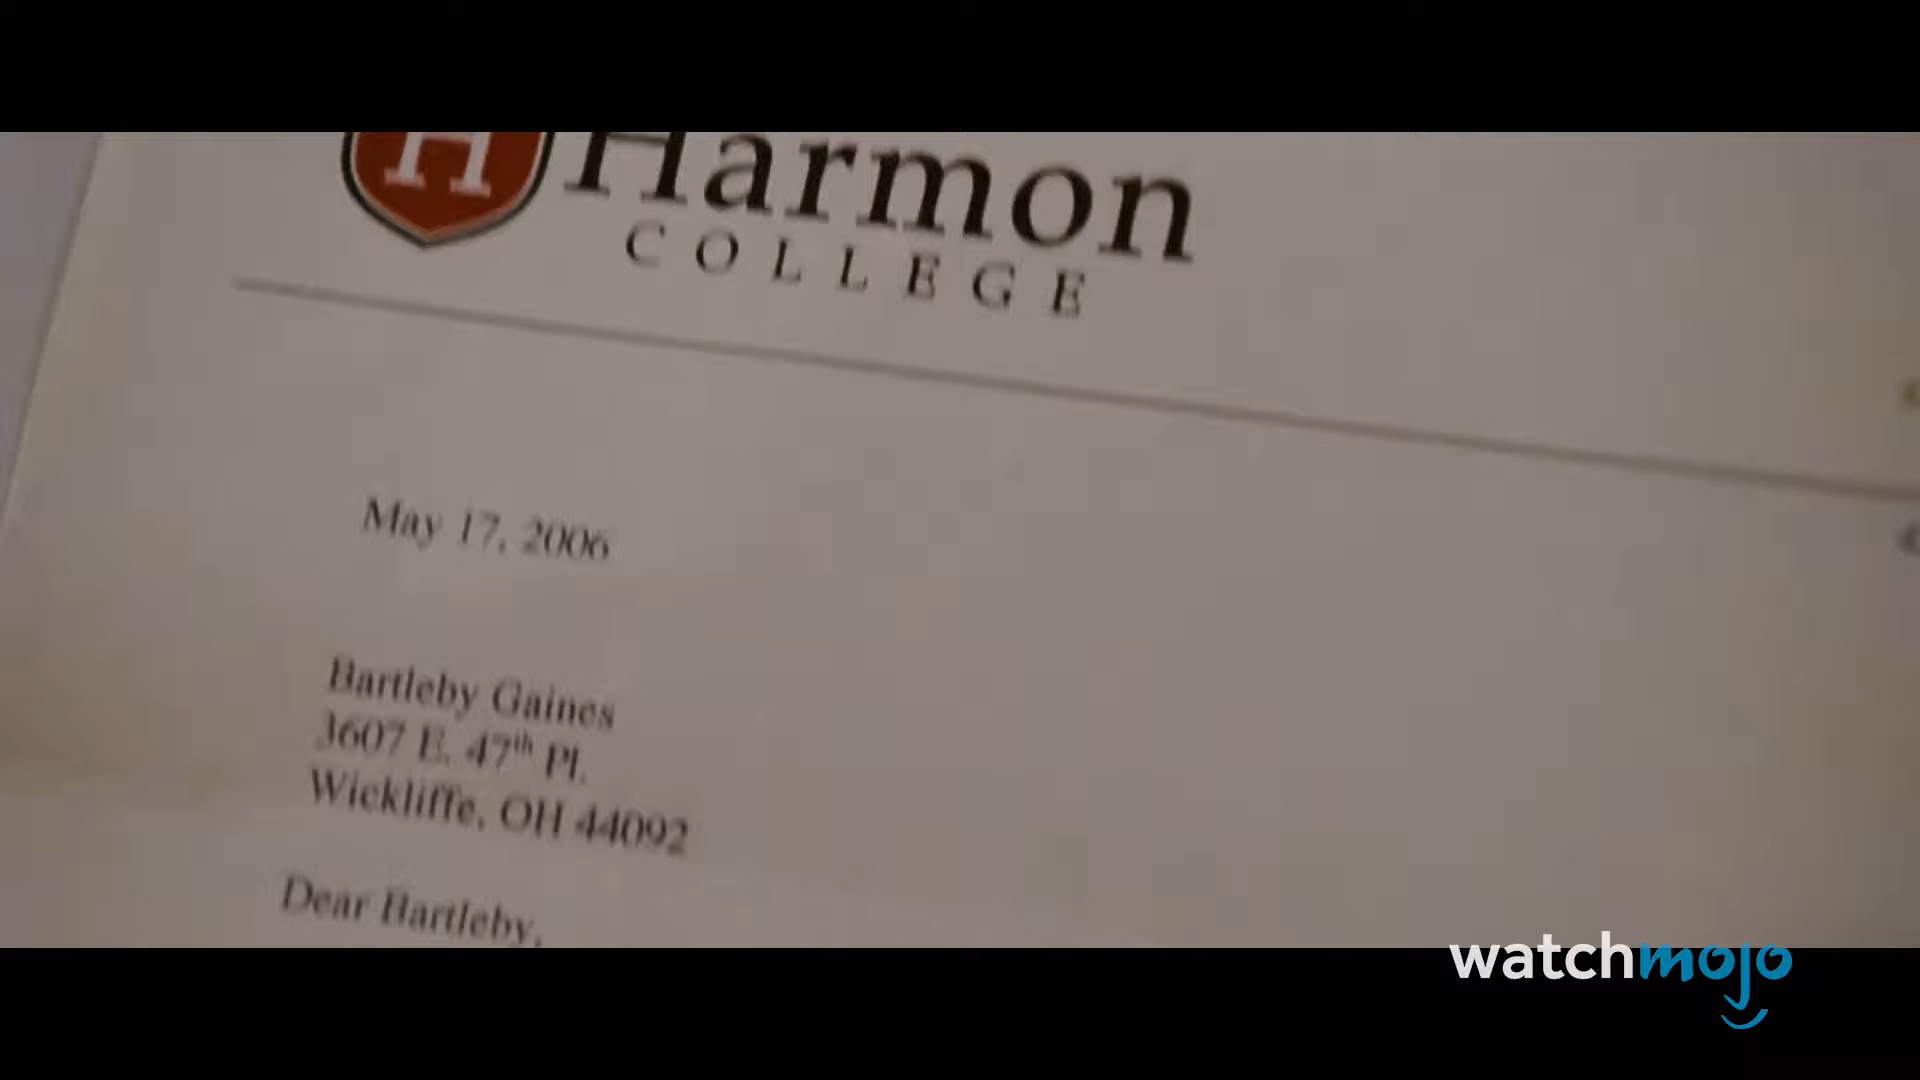 H Harmon
COLLEGE
May 17, 2006
Bartleby Gaines
3607 E. 47th Pl.
Wickliffe, OH 44092
Dear Bartleby,
watchmojo